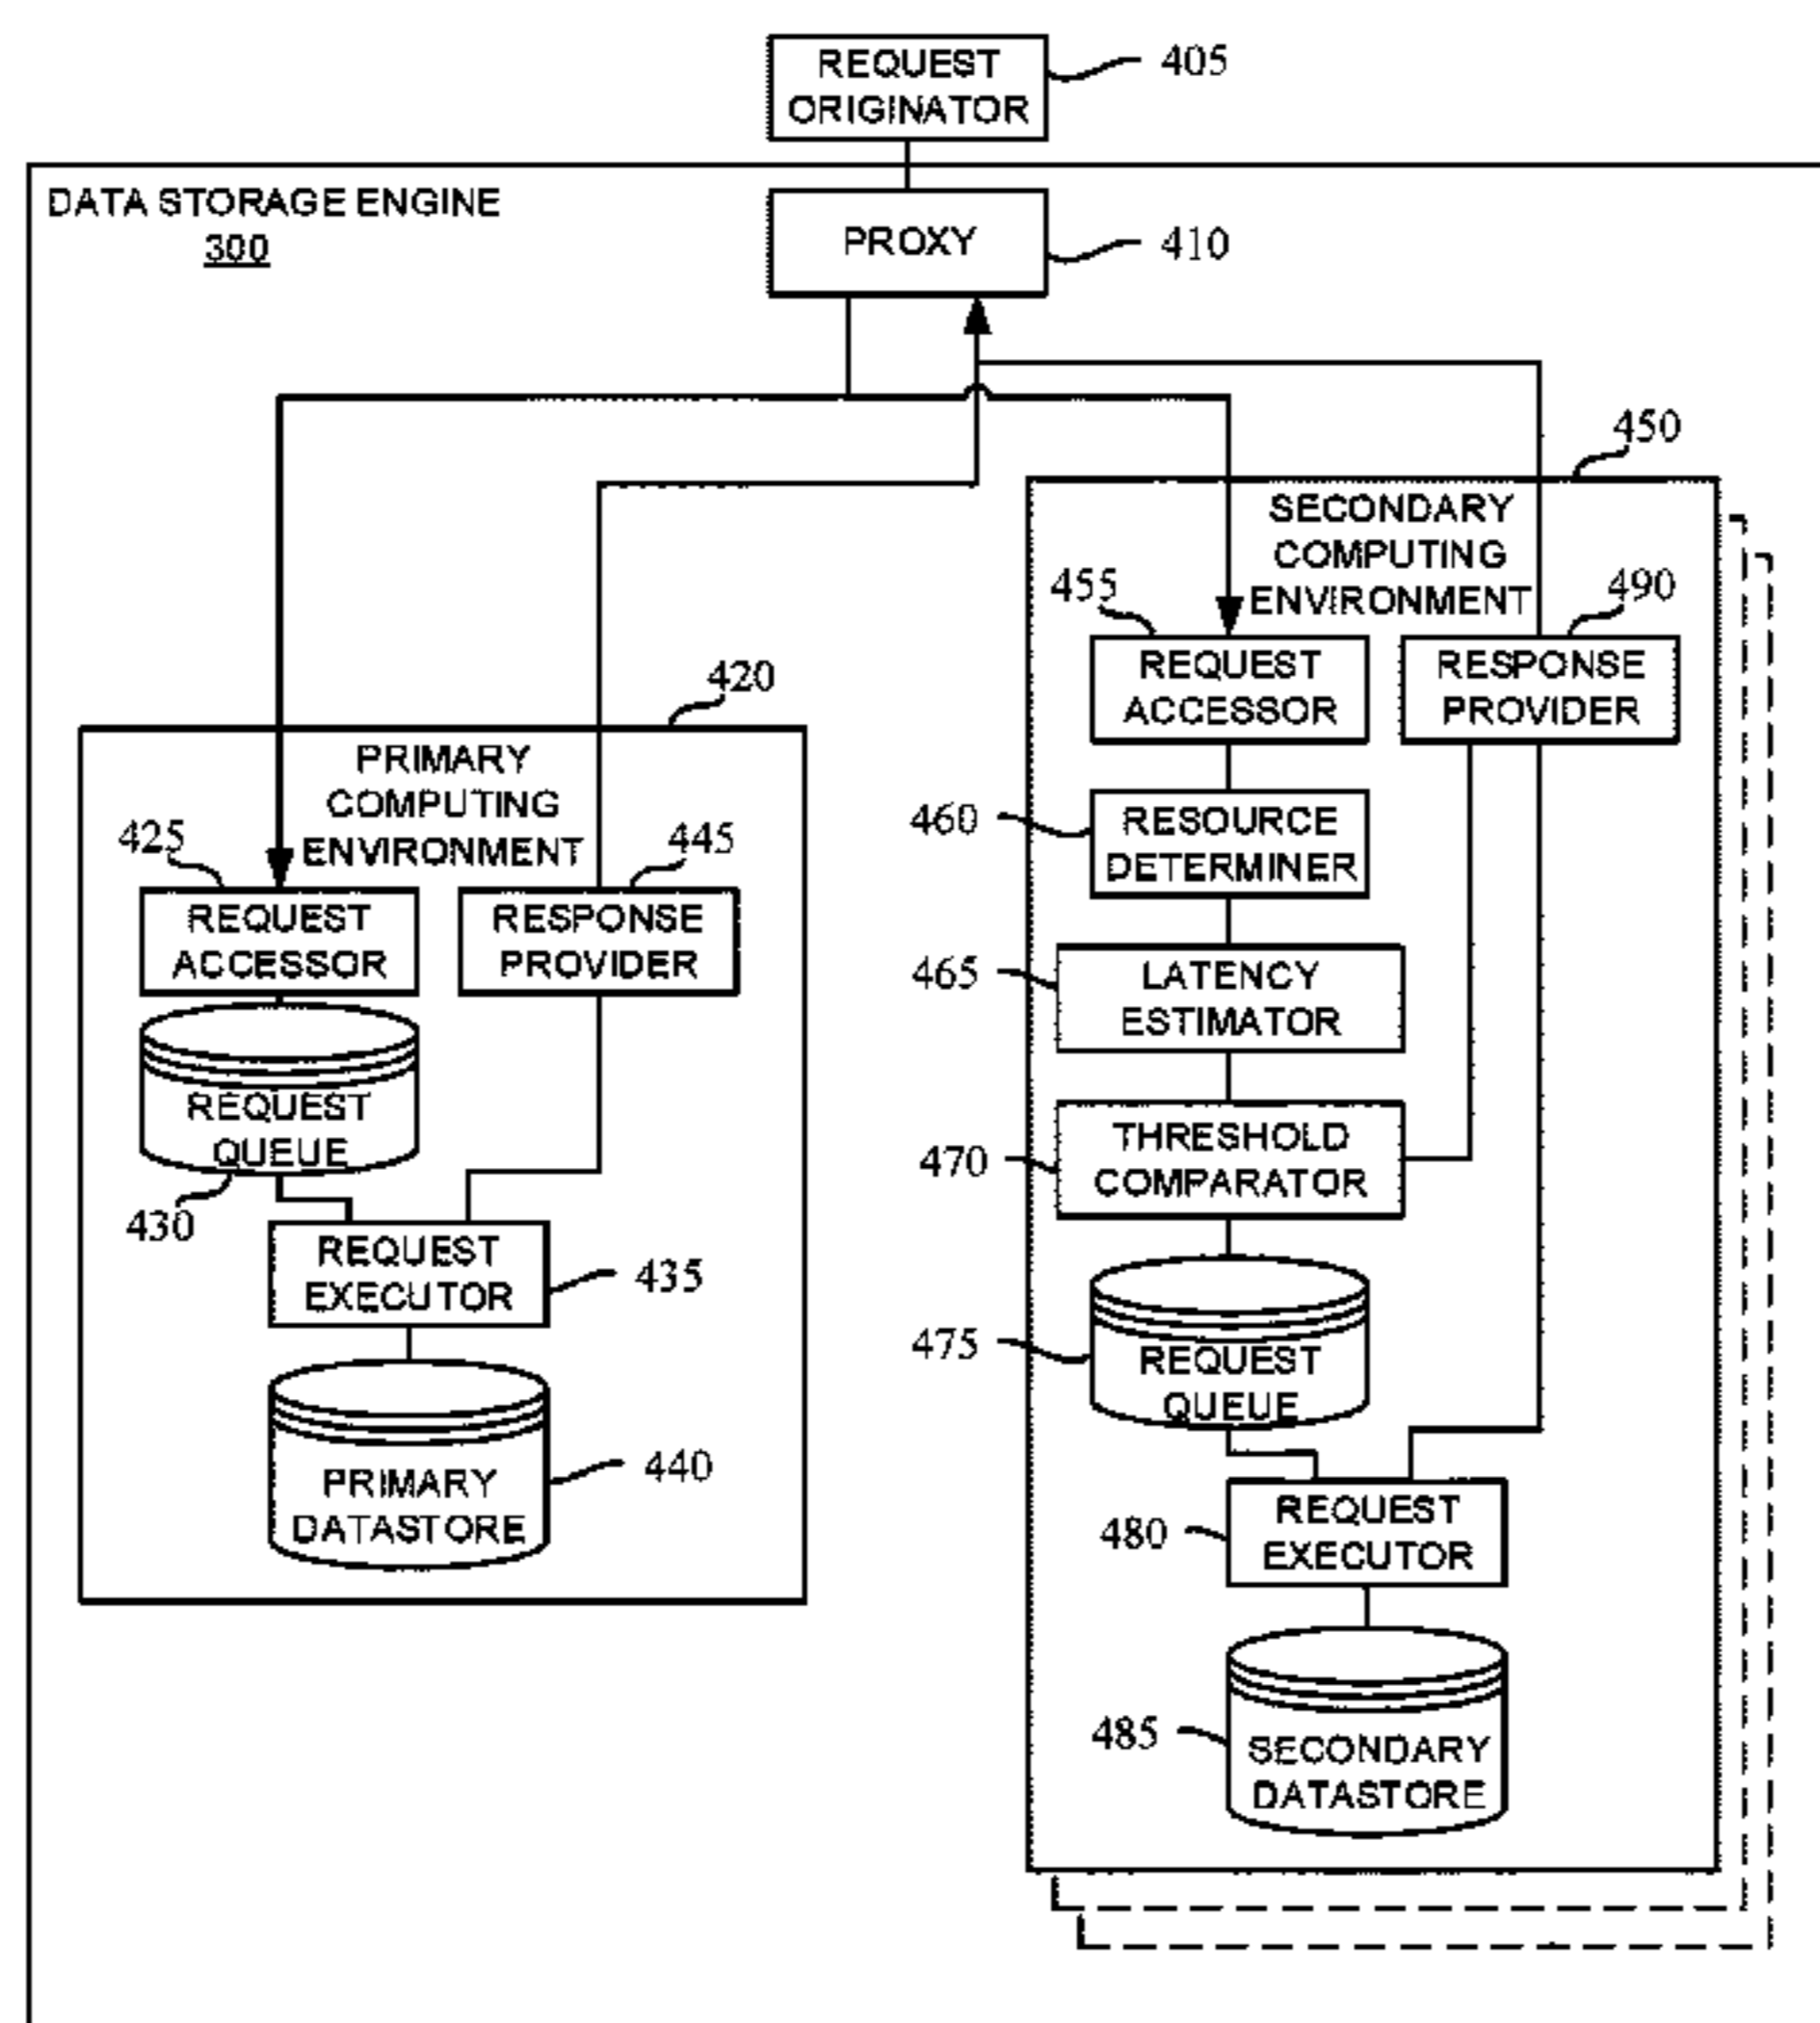 REQUEST
ORIGINATOR
405
DATA STORAGE ENGINE
300
PROXY
410
450
SECONDARY
COMPUTING
ENVIRONMENT
455
490
REQUEST
ACCESSOR
RESPONSE
PROVIDER
420
PRIMARY
COMPUTING
ENVIRONMENT
425
445
REQUEST
ACCESSOR
RESPONSE
PROVIDER
REQUEST
QUEUE
430
REQUEST
EXECUTOR
435
PRIMARY
DATASTORE
440
460
RESOURCE
DETERMINER
465
LATENCY
ESTIMATOR
470
THRESHOLD
COMPARATOR
475
REQUEST
QUEUE
480
REQUEST
EXECUTOR
485
SECONDARY
DATASTORE